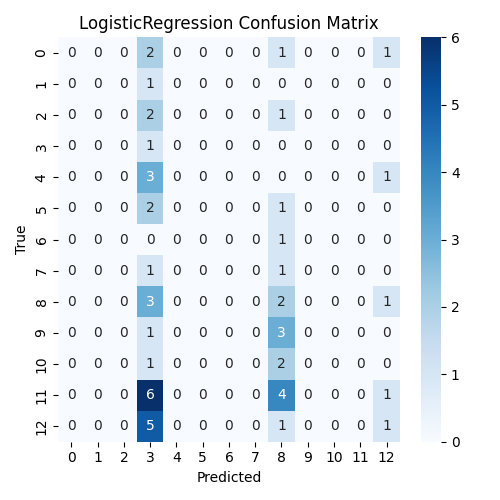 LogisticRegression Confusion Matrix
0 0 0 0 2 0 0 0 0 1 0 0 0 1
1 0 0 0 1 0 0 0 0 0 0 0 0 0
2 0 0 0 2 0 0 0 0 1 0 0 0 0
3 0 0 0 1 0 0 0 0 0 0 0 0 0
4 0 0 0 3 0 0 0 0 0 0 0 0 1
5 0 0 0 2 0 0 0 0 1 0 0 0 0
6 0 0 0 0 0 0 0 0 1 0 0 0 0
7 0 0 0 1 0 0 0 0 1 0 0 0 0
8 0 0 0 3 0 0 0 0 2 0 0 0 1
9 0 0 0 1 0 0 0 0 3 0 0 0 0
10 0 0 0 1 0 0 0 0 2 0 0 0 0
11 0 0 0 6 0 0 0 0 4 0 0 0 1
12 0 0 0 5 0 0 0 0 1 0 0 0 1
0 1 2 3 4 5 6 7 8 9 10 11 12
Predicted
True
6
5
4
3
2
1
0